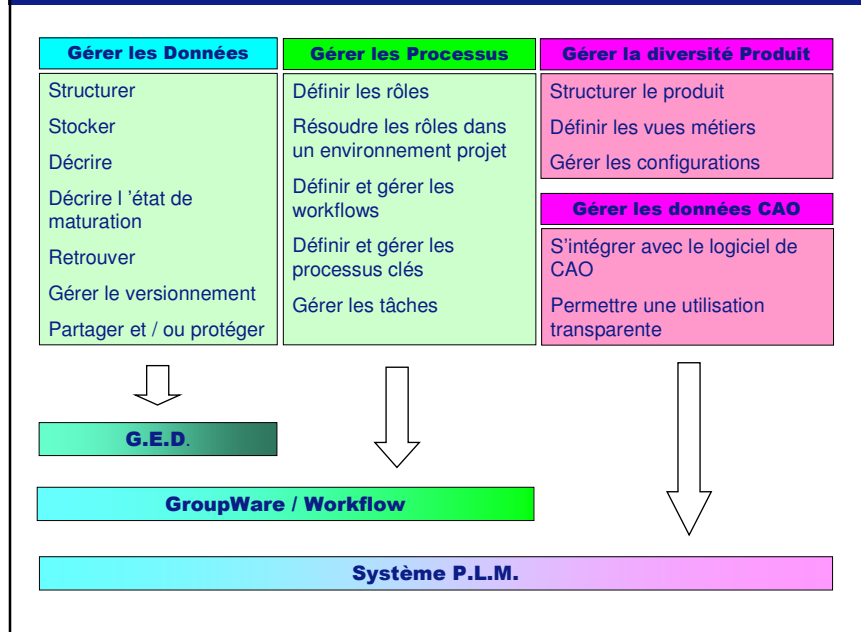 Gérer les Données
Structurer
Stocker
Décrire
Décrire l ’état de
maturation
Retrouver
Gérer le versionnement
Partager et / ou protéger
Gérer les Processus
Définir les rôles
Résoudre les rôles dans
un environnement projet
Définir et gérer les
workflows
Définir et gérer les
processus clés
Gérer les tâches
Gérer la diversité Produit
Structurer le produit
Définir les vues métiers
Gérer les configurations
Gérer les données CAO
S’intégrer avec le logiciel de
CAO
Permettre une utilisation
transparente
G.E.D.
GroupWare / Workflow
Système P.L.M.